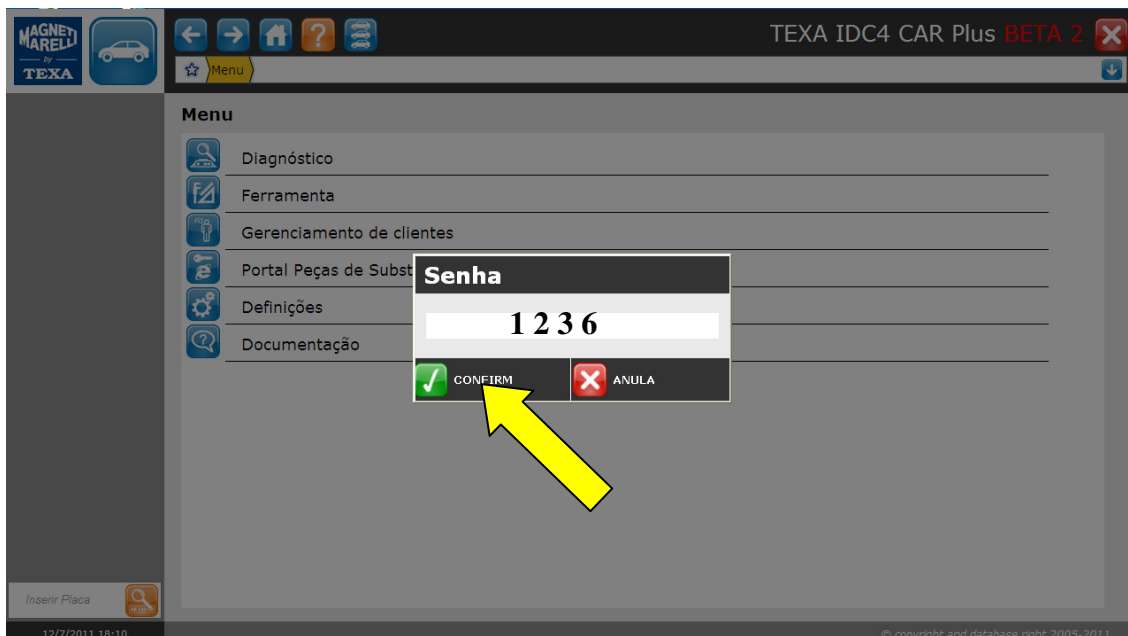 MAGNETI
MARELLI
by
TEXA
TEXA IDC4 CAR Plus BETA 2
Menu
Menu
Diagnóstico
Ferramenta
Gerenciamento de clientes
Portal Peças de Subst
Definições
Documentação
Senha
1 2 3 6
CONFIRM
ANULA
Inserir Placa
12/7/2011 18:10
© copyright and database right 2005-2011